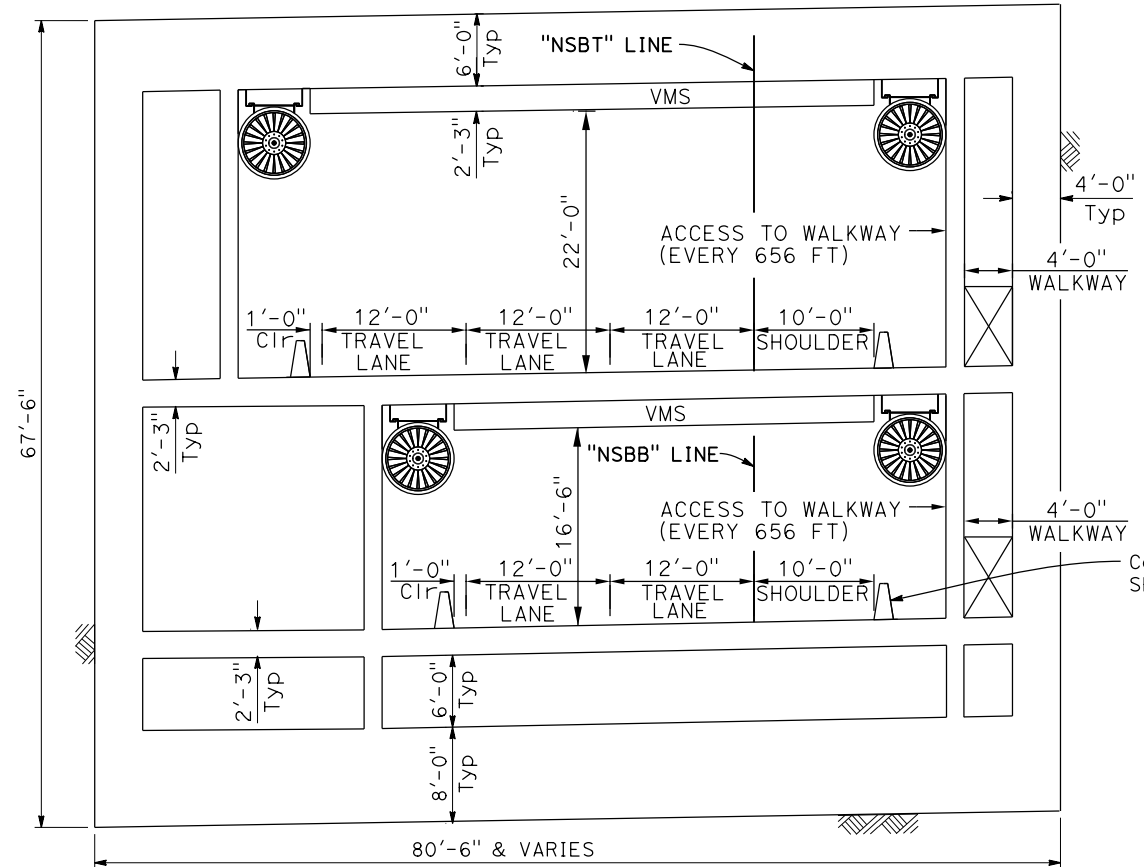 6'-0"
Typ
"NSBT" LINE
VMS
2'-3"
Typ
4'-0"
Typ
22'-0"
ACCESS TO WALKWAY
(EVERY 656 FT)
4'-0"
WALKWAY
1'-0"
Clr
12'-0"
TRAVEL
LANE
12'-0"
TRAVEL
LANE
12'-0"
TRAVEL
LANE
10'-0"
SHOULDER
67'-6"
2'-3"
Typ
VMS
"NSBB" LINE
16'-6"
ACCESS TO WALKWAY
(EVERY 656 FT)
4'-0"
WALKWAY
1'-0"
Clr
12'-0"
TRAVEL
LANE
12'-0"
TRAVEL
LANE
10'-0"
SHOULDER
2'-3"
Typ
6'-0"
Typ
8'-0"
Typ
80'-6" & VARIES